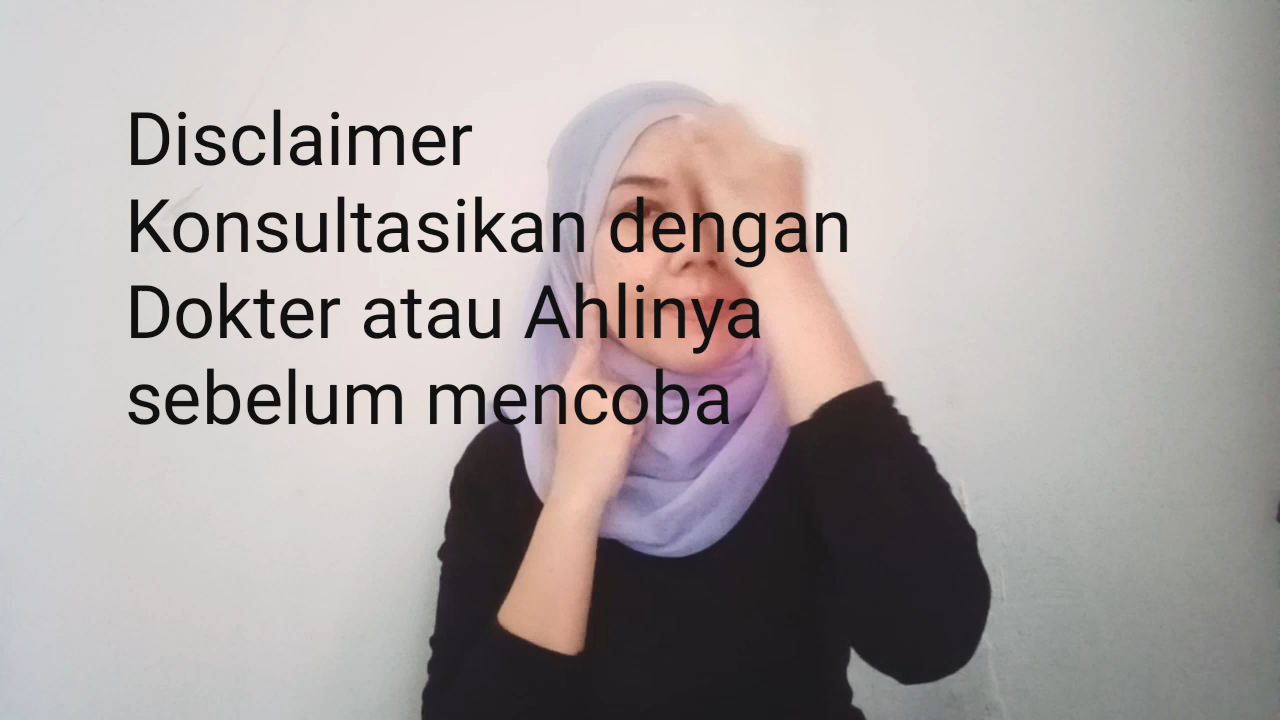 Disclaimer
Konsultasikan dengan
Dokter atau Ahlinya
sebelum mencoba